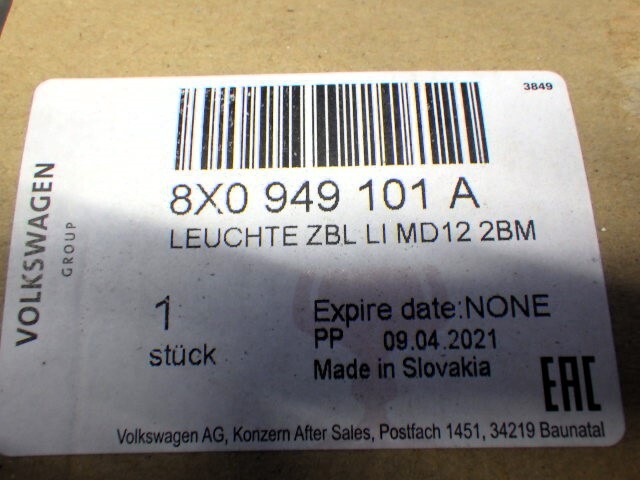 3849
8X0 949 101 A
LEUCHTE ZBL LI MD12 2BM
VOLKSWAGEN
GROUP
1
stück
Expire date:NONE
PP 09.04.2021
Made in Slovakia
EAC
Volkswagen AG, Konzern After Sales, Postfach 1451, 34219 Baunatal